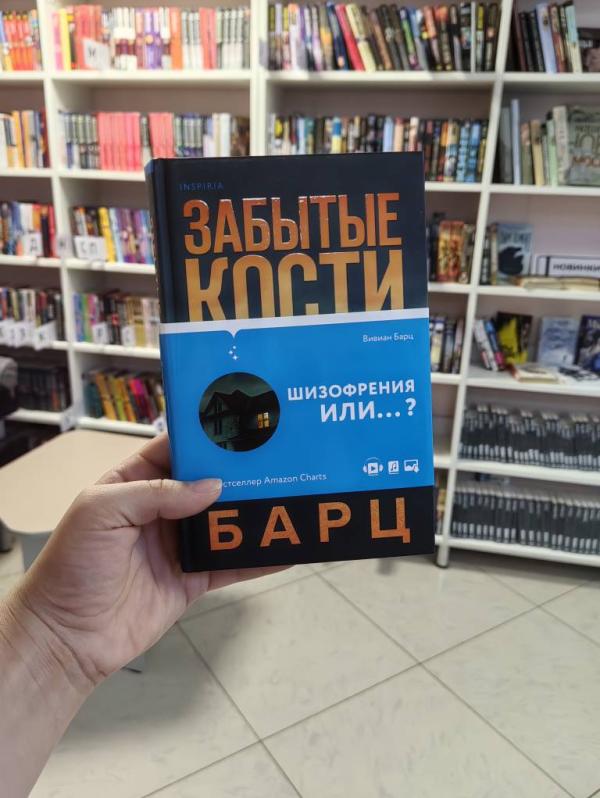 INSPIRIA
ЗАБЫТЫЕ
КОСТИ
Вивиан Барц
ШИЗОФРЕНИЯ
ИЛИ...?
стселлер Amazon Charts
БАРЦ
НОВИНКИ